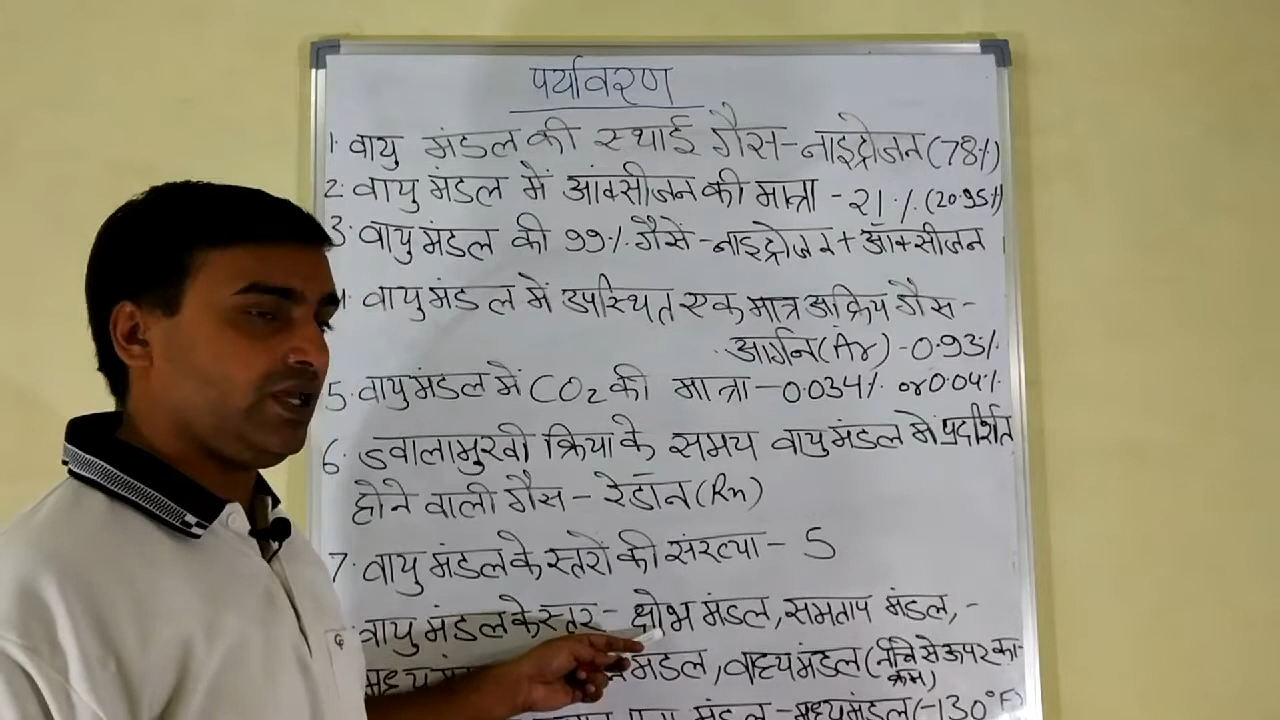 पर्यावरण
1. वायु मंडल की स्थाई गैस - नाइट्रोजन (78%)
2. वायु मंडल में ऑक्सीजन की मात्रा - 21% (20.95%)
3. वायु मंडल की 99% गैसें - नाइट्रोजन + ऑक्सीजन
4. वायु मंडल में उपस्थित एक मात्र अक्रिय गैस -
आर्गन (Ar) - 0.93%
5. वायु मंडल में CO2 की मात्रा - 0.034% or 0.04%
6. ज्वालामुखी क्रिया के समय वायु मंडल में प्रदर्शित
होने वाली गैस - रेडॉन (Rn)
7. वायु मंडल के स्तरों की संख्या - 5
वायु मंडल के स्तर - क्षोभ मंडल, समताप मंडल, -
मंडल, वाह्य मंडल (नीचे से ऊपर का
क्रम)
मंडल - मध्य मंडल (-130°F)